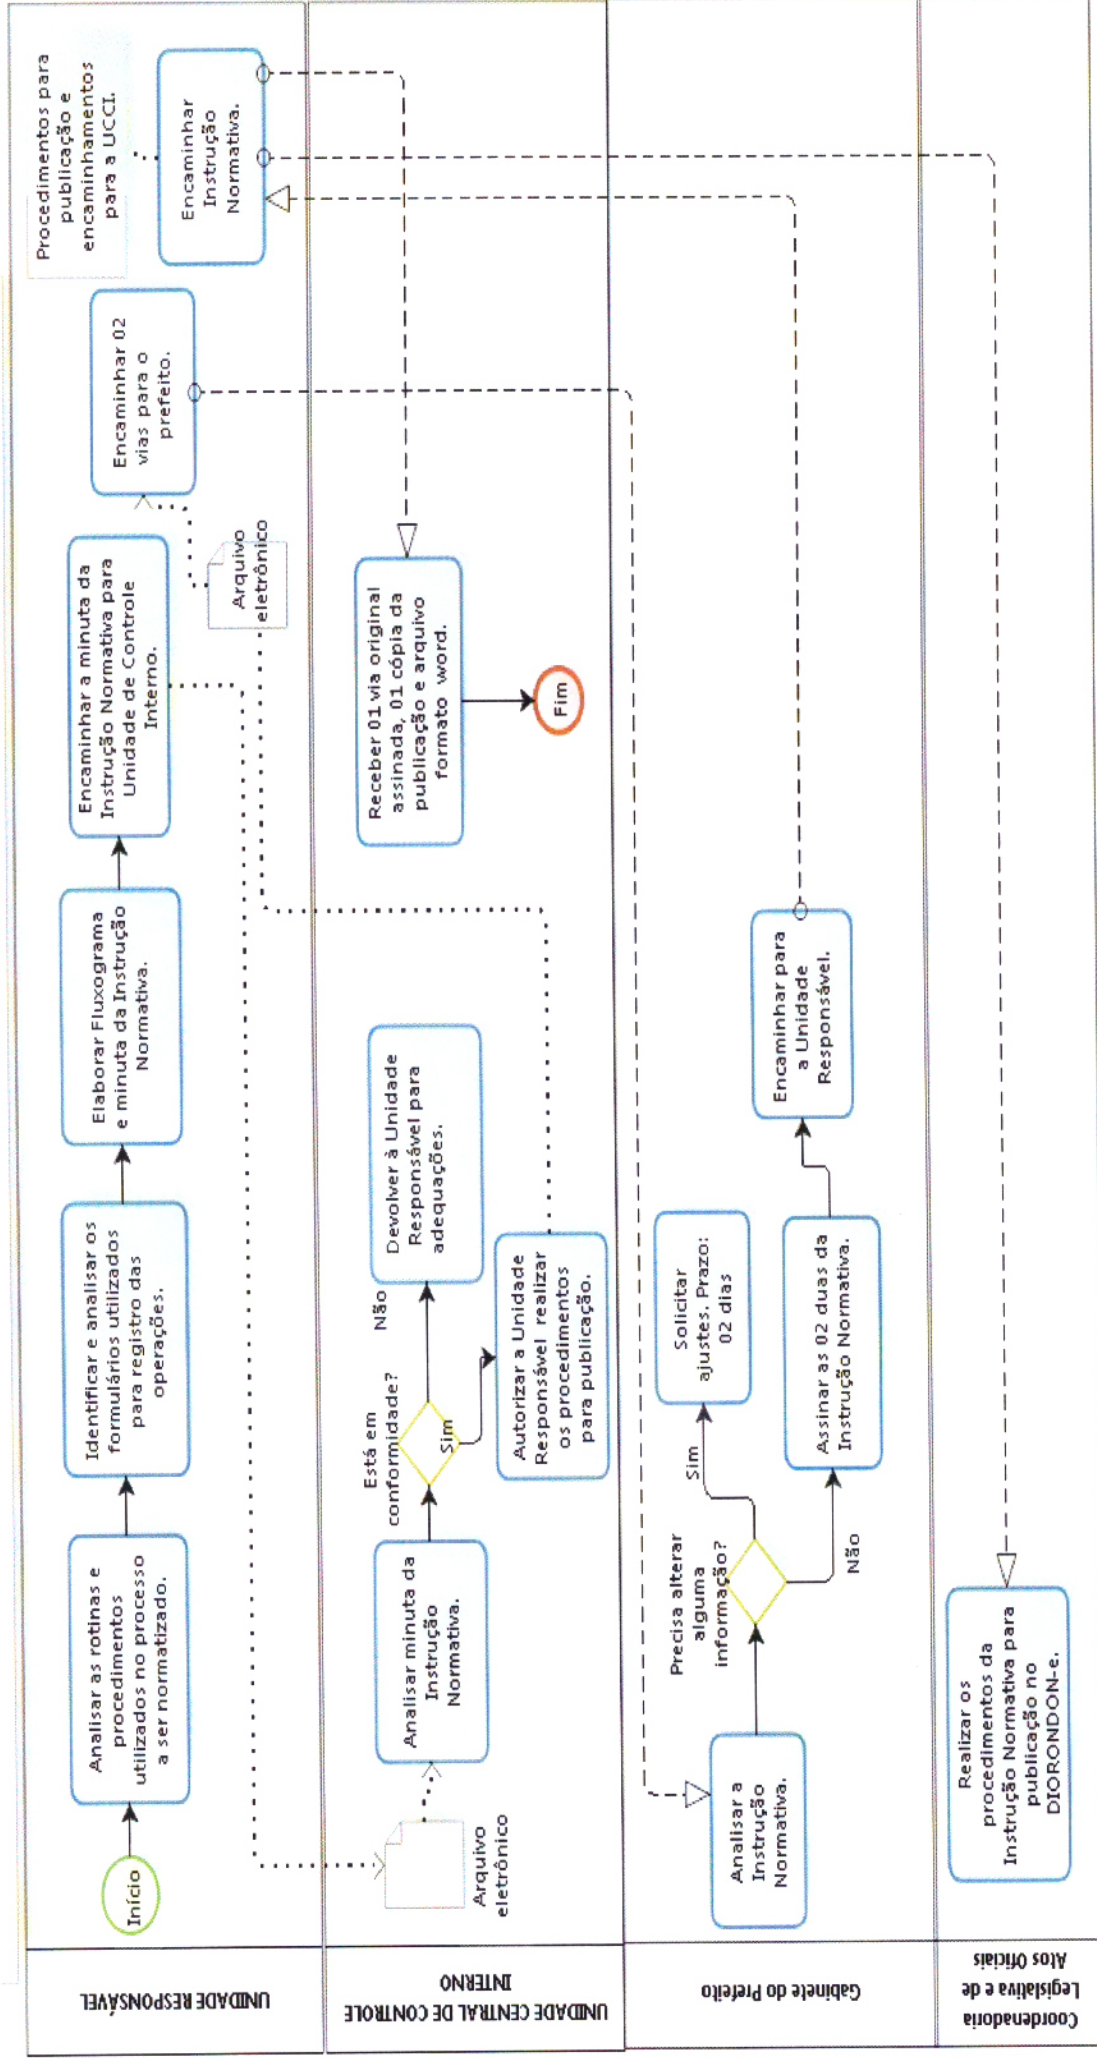 UNIDADE RESPONSÁVEL
Início
Analisar as rotinas e
procedimentos
utilizados no processo
a ser normatizado.
Identificar e analisar os
formulários utilizados
para registro das
operações.
Elaborar Fluxograma
e minuta da Instrução
Normativa.
Encaminhar a minuta da
Instrução Normativa para
Unidade de Controle
Interno.
Arquivo
eletrônico
Encaminhar 02
vias para o
prefeito.
Procedimentos para
publicação e
encaminhamentos
para a UCCI.
Encaminhar
Instrução
Normativa.
UNIDADE CENTRAL DE CONTROLE
INTERNO
Arquivo
eletrônico
Analisar minuta da
Instrução
Normativa.
Está em
conformidade?
Não
Sim
Devolver à Unidade
Responsável para
adequações.
Autorizar a Unidade
Responsável realizar
os procedimentos
para publicação.
Receber 01 via original
assinada, 01 cópia da
publicação e arquivo
formato word.
Fim
Gabinete do Prefeito
Analisar a
Instrução
Normativa.
Precisa alterar
alguma
informação?
Sim
Não
Solicitar
ajustes. Prazo:
02 dias
Assinar as 02 duas da
Instrução Normativa.
Encaminhar para
a Unidade
Responsável.
Coordenadoria
Legislativa e de
Atos Oficiais
Realizar os
procedimentos da
Instrução Normativa para
publicação no
DIORONDON-e.